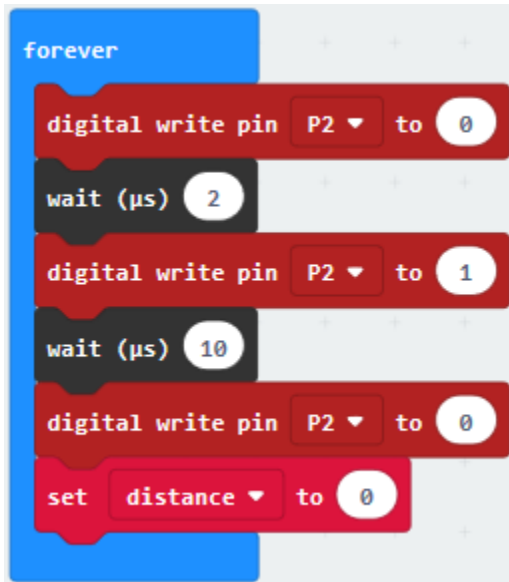 forever
digital write pin P2 to 0
wait (µs) 2
digital write pin P2 to 1
wait (µs) 10
digital write pin P2 to 0
set distance to 0